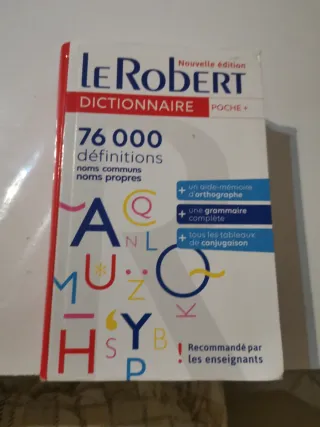 Nouvelle édition
LE ROBERT
DICTIONNAIRE POCHE +
76 000
définitions
noms communs
noms propres
+ un aide-mémoire
d'orthographe
+ une grammaire
complète
+ tous les tableaux
de conjugaison
Q
A C
N L
U * Z O
M
H S ' Y B K
P
! Recommandé par
les enseignants